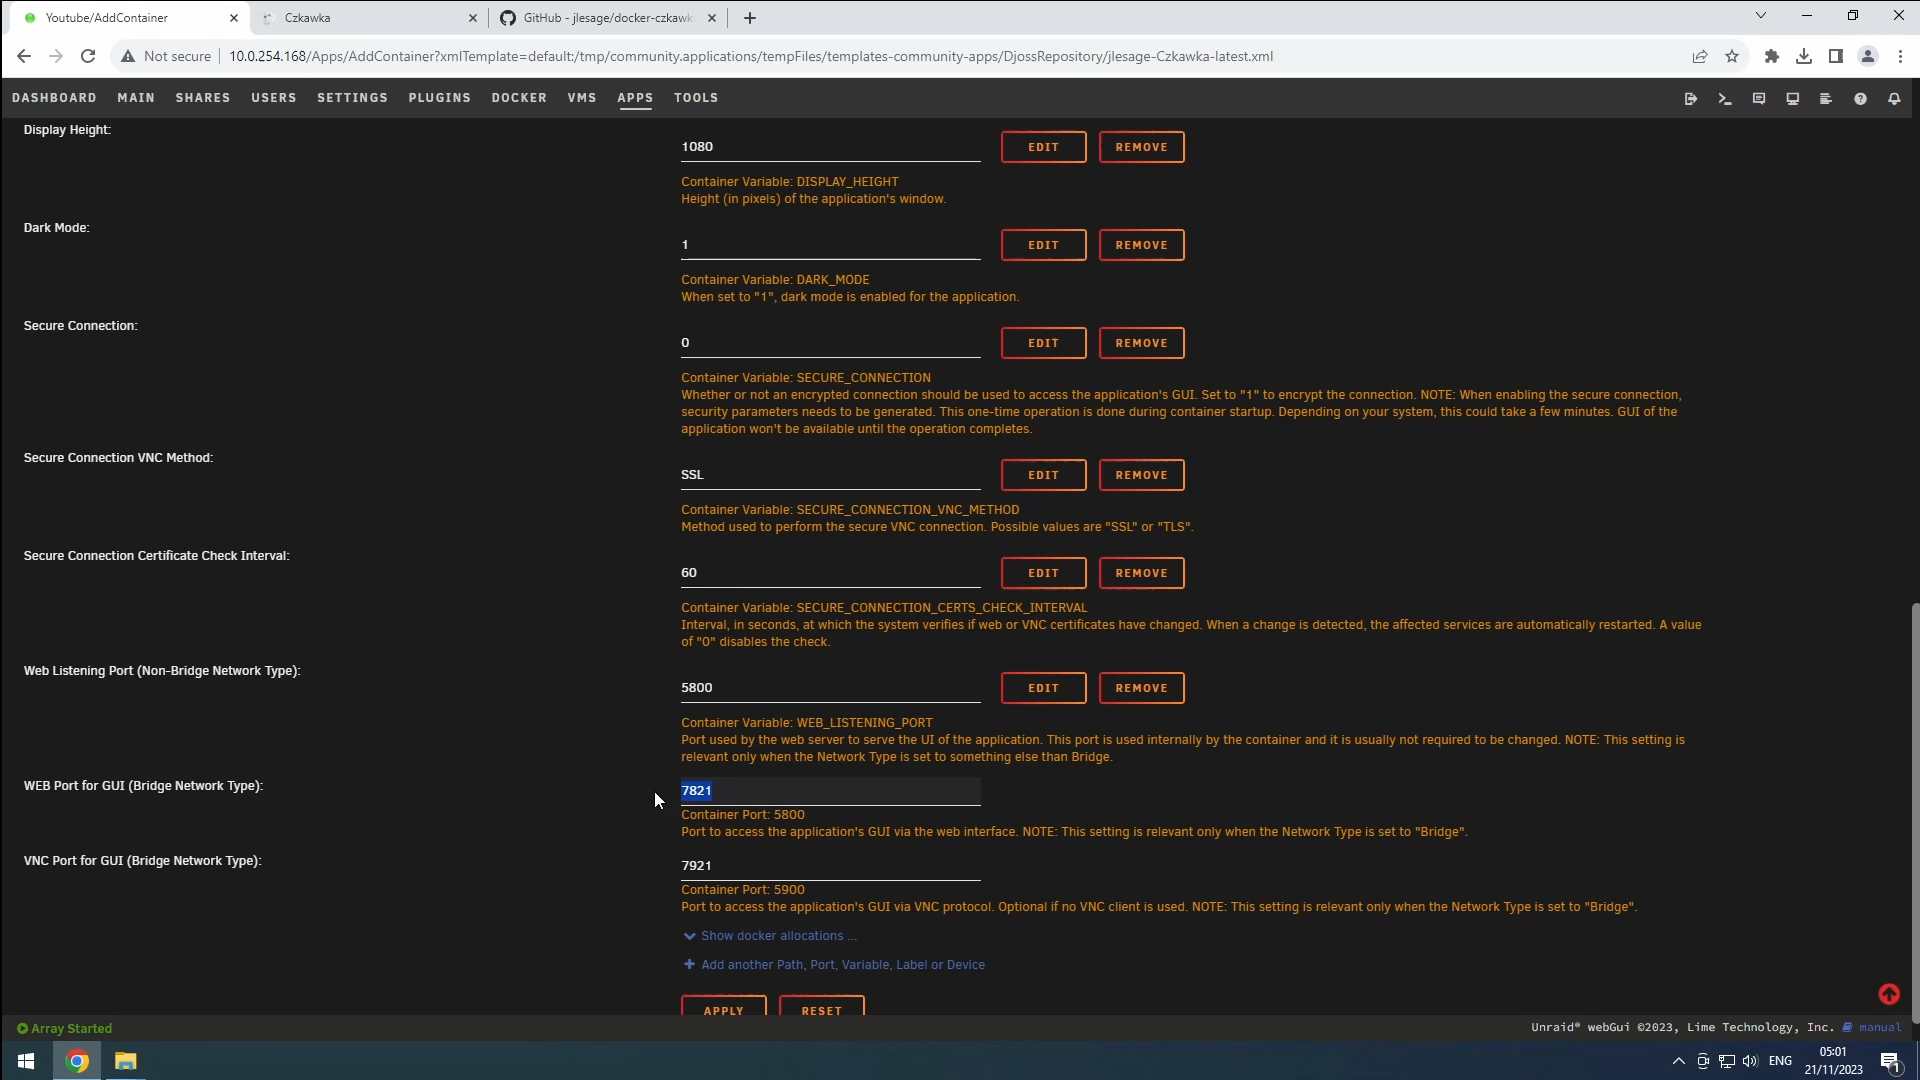 Youtube/AddContainer
Czkawka
GitHub - jlesage/docker-czkawk
Not secure
10.0.254.168/Apps/AddContainer?xmlTemplate=default:/tmp/community.applications/tempFiles/templates-community-apps/DjossRepository/jlesage-Czkawka-latest.xml
DASHBOARD MAIN SHARES USERS SETTINGS PLUGINS DOCKER VMS APPS TOOLS
Display Height:
1080 EDIT REMOVE
Container Variable: DISPLAY_HEIGHT
Height (in pixels) of the application's window.
Dark Mode:
1 EDIT REMOVE
Container Variable: DARK_MODE
When set to "1", dark mode is enabled for the application.
Secure Connection:
0 EDIT REMOVE
Container Variable: SECURE_CONNECTION
Whether or not an encrypted connection should be used to access the application's GUI. Set to "1" to encrypt the connection. NOTE: When enabling the secure connection,
security parameters needs to be generated. This one-time operation is done during container startup. Depending on your system, this could take a few minutes. GUI of the
application won't be available until the operation completes.
Secure Connection VNC Method:
SSL EDIT REMOVE
Container Variable: SECURE_CONNECTION_VNC_METHOD
Method used to perform the secure VNC connection. Possible values are "SSL" or "TLS".
Secure Connection Certificate Check Interval:
60 EDIT REMOVE
Container Variable: SECURE_CONNECTION_CERTS_CHECK_INTERVAL
Interval, in seconds, at which the system verifies if web or VNC certificates have changed. When a change is detected, the affected services are automatically restarted. A value
of "0" disables the check.
Web Listening Port (Non-Bridge Network Type):
5800 EDIT REMOVE
Container Variable: WEB_LISTENING_PORT
Port used by the web server to serve the UI of the application. This port is used internally by the container and it is usually not required to be changed. NOTE: This setting is
relevant only when the Network Type is set to something else than Bridge.
WEB Port for GUI (Bridge Network Type):
7821
Container Port: 5800
Port to access the application's GUI via the web interface. NOTE: This setting is relevant only when the Network Type is set to "Bridge".
VNC Port for GUI (Bridge Network Type):
7921
Container Port: 5900
Port to access the application's GUI via VNC protocol. Optional if no VNC client is used. NOTE: This setting is relevant only when the Network Type is set to "Bridge".
Show docker allocations ...
Add another Path, Port, Variable, Label or Device
APPLY RESET
Array Started
Unraid® webGui ©2023, Lime Technology, Inc. manual
ENG
05:01
21/11/2023
1